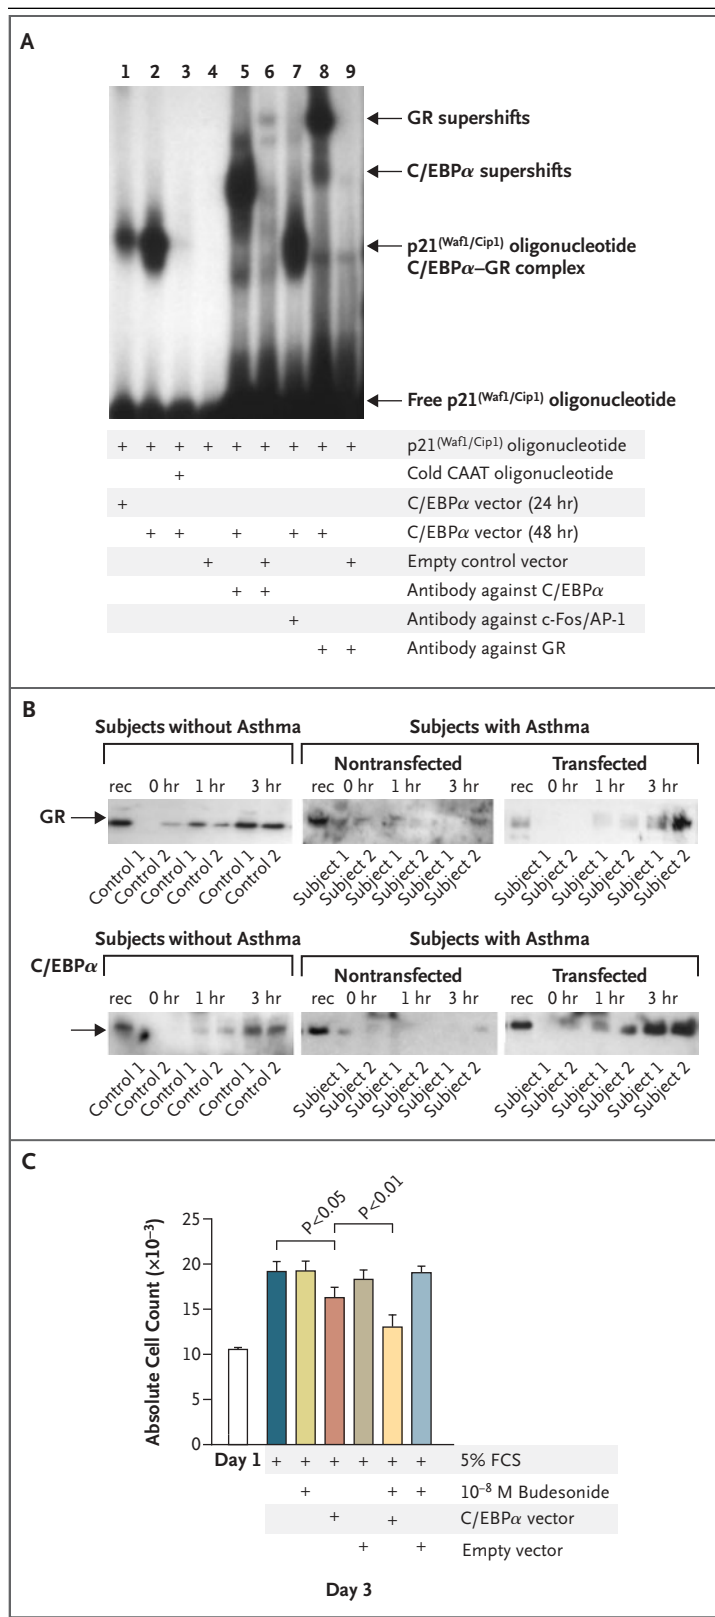 A
1 2 3 4 5 6 7 8 9
GR supershifts
C/EBPα supershifts
p21(Waf1/Cip1) oligonucleotide
C/EBPα–GR complex
Free p21(Waf1/Cip1) oligonucleotide
+ + + + + + + + + p21(Waf1/Cip1) oligonucleotide
+ Cold CAAT oligonucleotide
+ C/EBPα vector (24 hr)
+ + + + + C/EBPα vector (48 hr)
+ + + Empty control vector
+ + Antibody against C/EBPα
+ Antibody against c-Fos/AP-1
+ + Antibody against GR
B
Subjects without Asthma Subjects with Asthma
Nontransfected Transfected
rec 0 hr 1 hr 3 hr rec 0 hr 1 hr 3 hr rec 0 hr 1 hr 3 hr
GR
Control 1 Control 2 Control 1 Control 2 Control 1 Control 2 Subject 1 Subject 2 Subject 1 Subject 2 Subject 1 Subject 2 Subject 1 Subject 2 Subject 1 Subject 2 Subject 1 Subject 2
Subjects without Asthma Subjects with Asthma
C/EBPα
Nontransfected Transfected
rec 0 hr 1 hr 3 hr rec 0 hr 1 hr 3 hr rec 0 hr 1 hr 3 hr
Control 1 Control 2 Control 1 Control 2 Control 1 Control 2 Subject 1 Subject 2 Subject 1 Subject 2 Subject 1 Subject 2 Subject 1 Subject 2 Subject 1 Subject 2 Subject 1 Subject 2
C
Absolute Cell Count (×10−3)
25
20
15
10
5
0
P<0.05
P<0.01
Day 1 + + + + + + 5% FCS
+ + + 10−8 M Budesonide
+ + C/EBPα vector
+ + Empty vector
Day 3